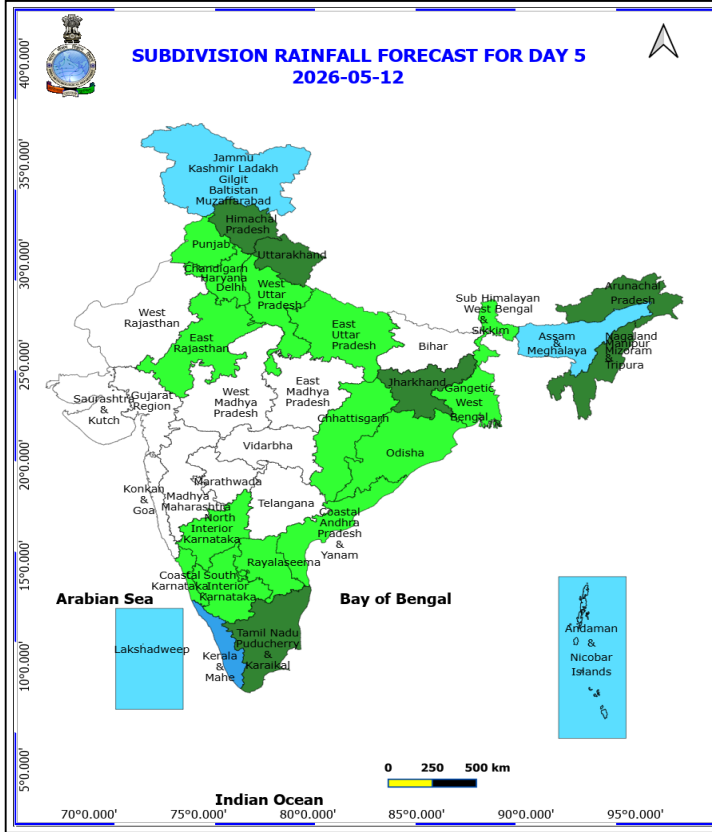 SUBDIVISION RAINFALL FORECAST FOR DAY 5
2026-05-12
40°0.000'
35°0.000'
30°0.000'
25°0.000'
20°0.000'
15°0.000'
10°0.000'
5°0.000'
Jammu
Kashmir Ladakh
Gilgit
Baltistan
Muzaffarabad
Himachal
Pradesh
Uttarakhand
Punjab
Chandigarh
Haryana
Delhi
West
Uttar
Pradesh
West
Rajasthan
East
Rajasthan
East
Uttar
Pradesh
Bihar
Sub Himalayan
West Bengal
&
Sikkim
Arunachal
Pradesh
Assam
&
Meghalaya
Nagaland
Manipur
Mizoram
&
Tripura
Saurashtra
&
Kutch
Gujarat
Region
West
Madhya
Pradesh
East
Madhya
Pradesh
Jharkhand
Gangetic
West
Bengal
Chhattisgarh
Odisha
Vidarbha
Konkan
&
Goa
Madhya
Maharashtra
Marathwada
Telangana
North
Interior
Karnataka
Coastal
Andhra
Pradesh
&
Yanam
Rayalaseema
Coastal
Karnataka
South
Interior
Karnataka
Arabian Sea
Bay of Bengal
Lakshadweep
Kerala
&
Mahe
Tamil Nadu
Puducherry
&
Karaikal
Andaman
&
Nicobar
Islands
0 250 500 km
Indian Ocean
70°0.000' 75°0.000' 80°0.000' 85°0.000' 90°0.000' 95°0.000'